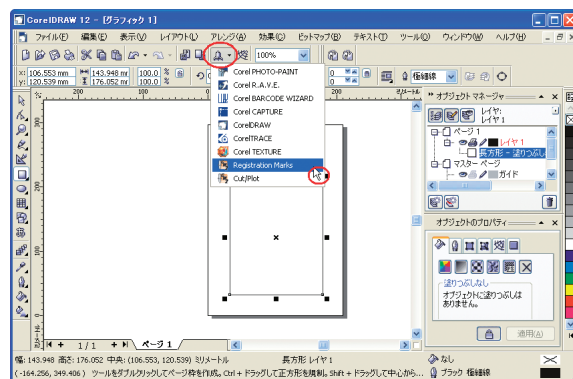 CorelDRAW 12 - [グラフィック 1]
ファイル(F) 編集(E) 表示(V) レイアウト(L) アレンジ(A) 効果(C) ビットマップ(B) テキスト(T) ツール(O) ウィンドウ(W) ヘルプ(H)
100%
x: 106.553 mm 143.948 mm 100.0 %
y: 120.539 mm 176.052 mm 100.0 %
極細線
オブジェクト マネージャ
レイヤ:
レイヤ 1
Corel PHOTO-PAINT
Corel R.A.V.E.
Corel BARCODE WIZARD
Corel CAPTURE
CorelDRAW
CorelTRACE
Corel TEXTURE
Registration Marks
Cut/Plot
ページ 1
レイヤ 1
長方形 - 塗りつぶし
マスター ページ
ガイド
オブジェクトのプロパティ
塗りつぶしなし
オブジェクトに塗りつぶしは
ありません。
適用(A)
1 / 1 ページ 1
幅: 143.948 高さ: 176.052 中央: (106.553, 120.539) ミリメートル 長方形 レイヤ 1 なし
(-164.256, 349.406) ツールをダブルクリックしてページ枠を作成。Ctrl + ドラッグして正方形を規制。Shift + ドラッグして中心から... ブラック 極細線